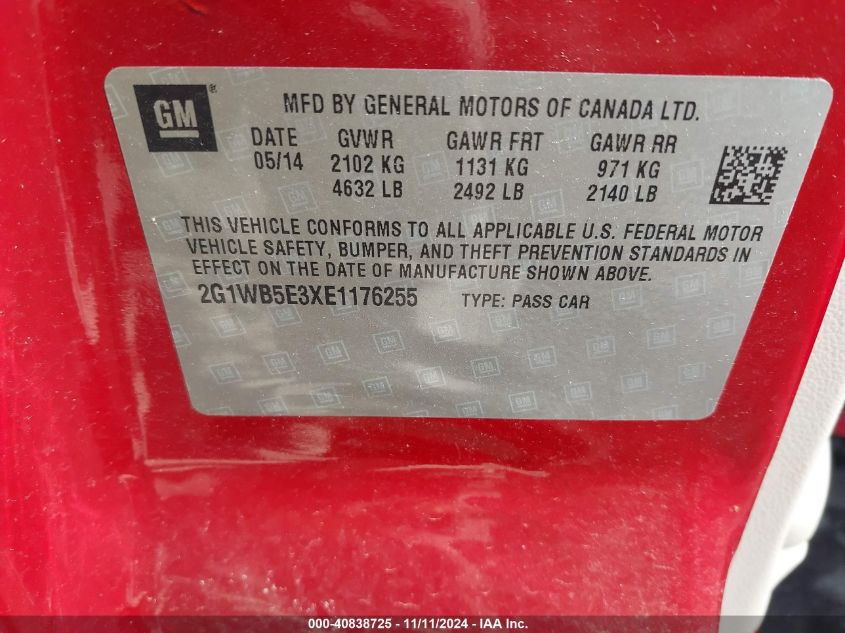 GM
MFD BY GENERAL MOTORS OF CANADA LTD.
DATE GVWR GAWR FRT GAWR RR
05/14 2102 KG 1131 KG 971 KG
4632 LB 2492 LB 2140 LB
THIS VEHICLE CONFORMS TO ALL APPLICABLE U.S. FEDERAL MOTOR
VEHICLE SAFETY, BUMPER, AND THEFT PREVENTION STANDARDS IN
EFFECT ON THE DATE OF MANUFACTURE SHOWN ABOVE.
2G1WB5E3XE1176255 TYPE: PASS CAR
000-40838725 - 11/11/2024 - IAA Inc.